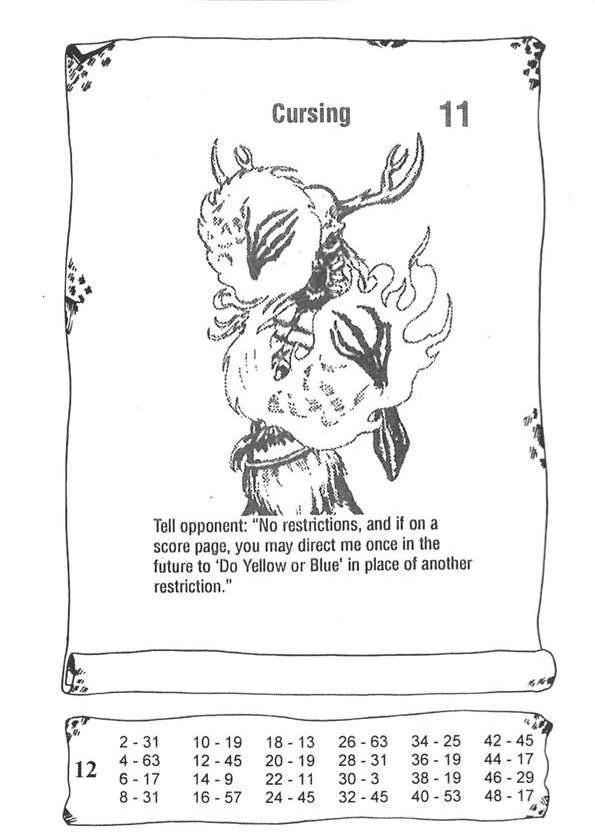 Cursing 11
Tell opponent: "No restrictions, and if on a
score page, you may direct me once in the
future to 'Do Yellow or Blue' in place of another
restriction."
12
2 - 31 10 - 19 18 - 13 26 - 63 34 - 25 42 - 45
4 - 63 12 - 45 20 - 19 28 - 31 36 - 19 44 - 17
6 - 17 14 - 9 22 - 11 30 - 3 38 - 19 46 - 29
8 - 31 16 - 57 24 - 45 32 - 45 40 - 53 48 - 17